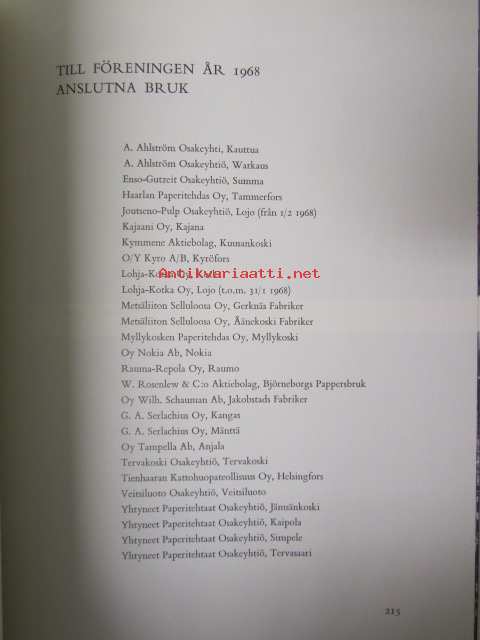 TILL FÖRENINGEN ÅR 1968
ANSLUTNA BRUK
A. Ahlström Osakeyhti, Kauttua
A. Ahlström Osakeyhtiö, Warkaus
Enso-Gutzeit Osakeyhtiö, Summa
Haarlan Paperitehdas Oy, Tammerfors
Joutseno-Pulp Osakeyhtiö, Lojo (från 1/2 1968)
Kajaani Oy, Kajana
Kymmene Aktiebolag, Kuusankoski
O/Y Kyro A/B, Kyröfors
Lohja-Kotka Oy,
Antikvariaatti.net
Lohja-Kotka Oy, Lojo (t.o.m. 31/1 1968)
Metsäliiton Selluloosa Oy, Gerknäs Fabriker
Metsäliiton Selluloosa Oy, Äänekoski Fabriker
Myllykosken Paperitehdas Oy, Myllykoski
Oy Nokia Ab, Nokia
Rauma-Repola Oy, Raumo
W. Rosenlew & C:o Aktiebolag, Björneborgs Pappersbruk
Oy Wilh. Schauman Ab, Jakobstads Fabriker
G. A. Serlachius Oy, Kangas
G. A. Serlachius Oy, Mänttä
Oy Tampella Ab, Anjala
Tervakoski Osakeyhtiö, Tervakoski
Tienhaaran Kattohuopateollisuus Oy, Helsingfors
Veitsiluoto Osakeyhtiö, Veitsiluoto
Yhtyneet Paperitehtaat Osakeyhtiö, Jämsänkoski
Yhtyneet Paperitehtaat Osakeyhtiö, Kaipola
Yhtyneet Paperitehtaat Osakeyhtiö, Simpele
Yhtyneet Paperitehtaat Osakeyhtiö, Tervasaari
215